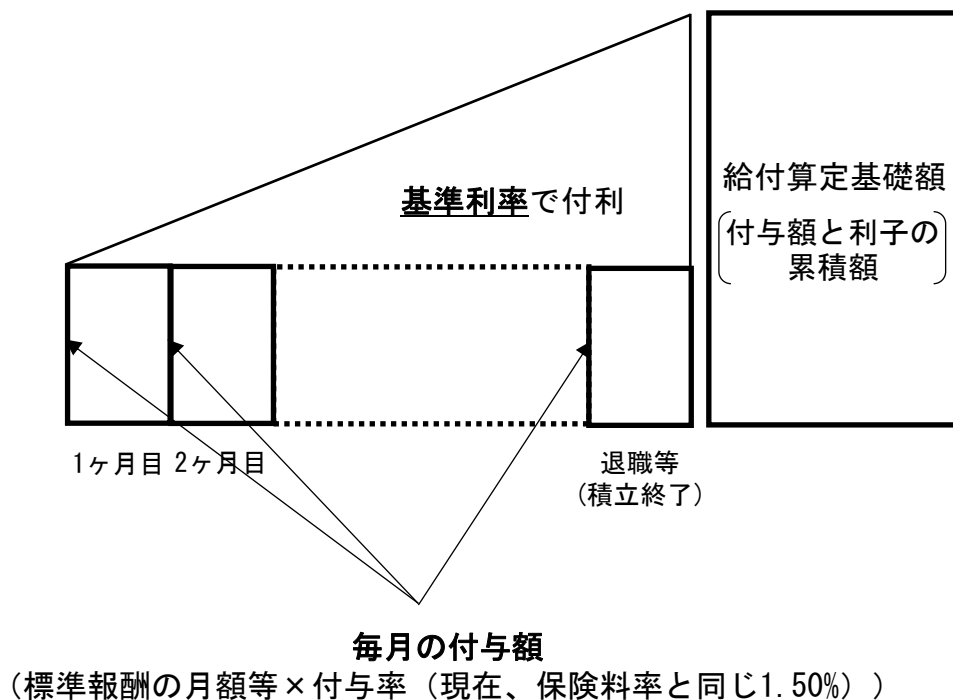 給付算定基礎額
付与額と利子の
累積額
基準利率で付利
1ヶ月目 2ヶ月目
退職等
(積立終了)
毎月の付与額
(標準報酬の月額等×付与率（現在、保険料率と同じ1.50%）)